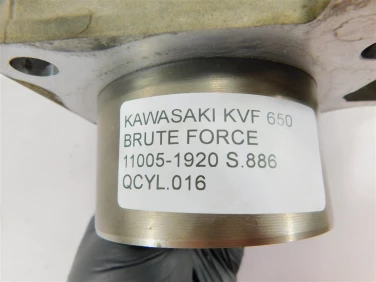 KAWASAKI KVF 650
BRUTE FORCE
11005-1920 S.886
QCYL.016